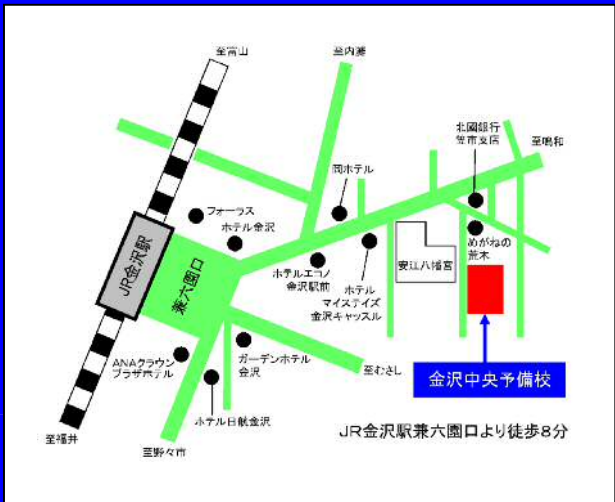 至富山
至内灘
北國銀行
笠市支店
至鳴和
問ホテル
フォーラス
ホテル金沢
めがねの
荒木
JR金沢駅
兼六園口
安江八幡宮
ホテルエコノ
金沢駅前
ホテル
マイステイズ
金沢キャッスル
ANAクラウン
プラザホテル
ガーデンホテル
金沢
至むさし
金沢中央予備校
ホテル日航金沢
JR金沢駅兼六園口より徒歩8分
至福井
至野々市